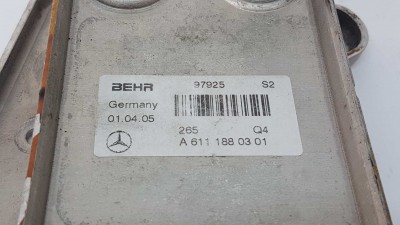 BEHR 97925 S2
Germany
01.04.05 265 Q4
A 611 188 03 01